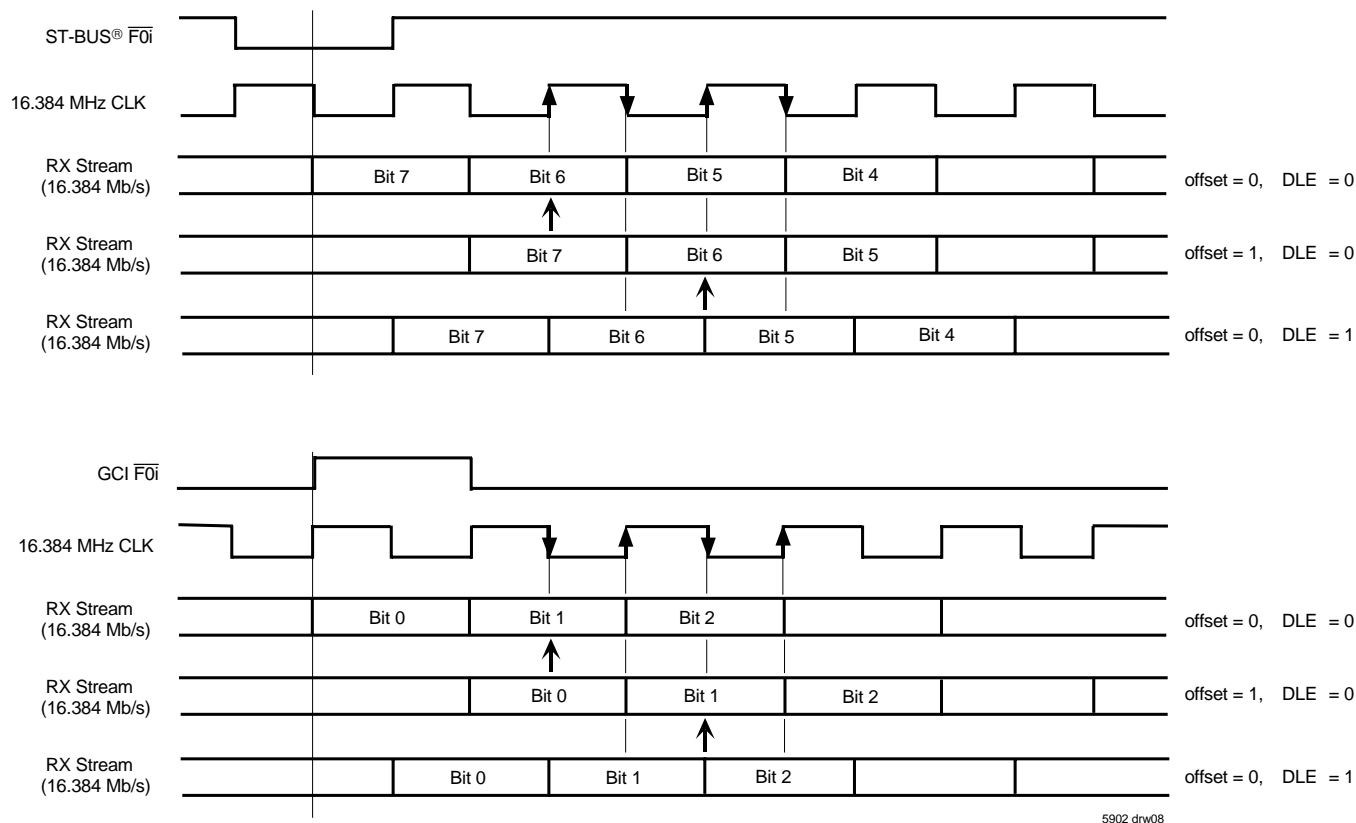 ST-BUS® F0i
16.384 MHz CLK
RX Stream
(16.384 Mb/s)
Bit 7 Bit 6 Bit 5 Bit 4
offset = 0, DLE = 0
RX Stream
(16.384 Mb/s)
Bit 7 Bit 6 Bit 5
offset = 1, DLE = 0
RX Stream
(16.384 Mb/s)
Bit 7 Bit 6 Bit 5 Bit 4
offset = 0, DLE = 1
GCI F0i
16.384 MHz CLK
RX Stream
(16.384 Mb/s)
Bit 0 Bit 1 Bit 2
offset = 0, DLE = 0
RX Stream
(16.384 Mb/s)
Bit 0 Bit 1 Bit 2
offset = 1, DLE = 0
RX Stream
(16.384 Mb/s)
Bit 0 Bit 1 Bit 2
offset = 0, DLE = 1
5902 drw08